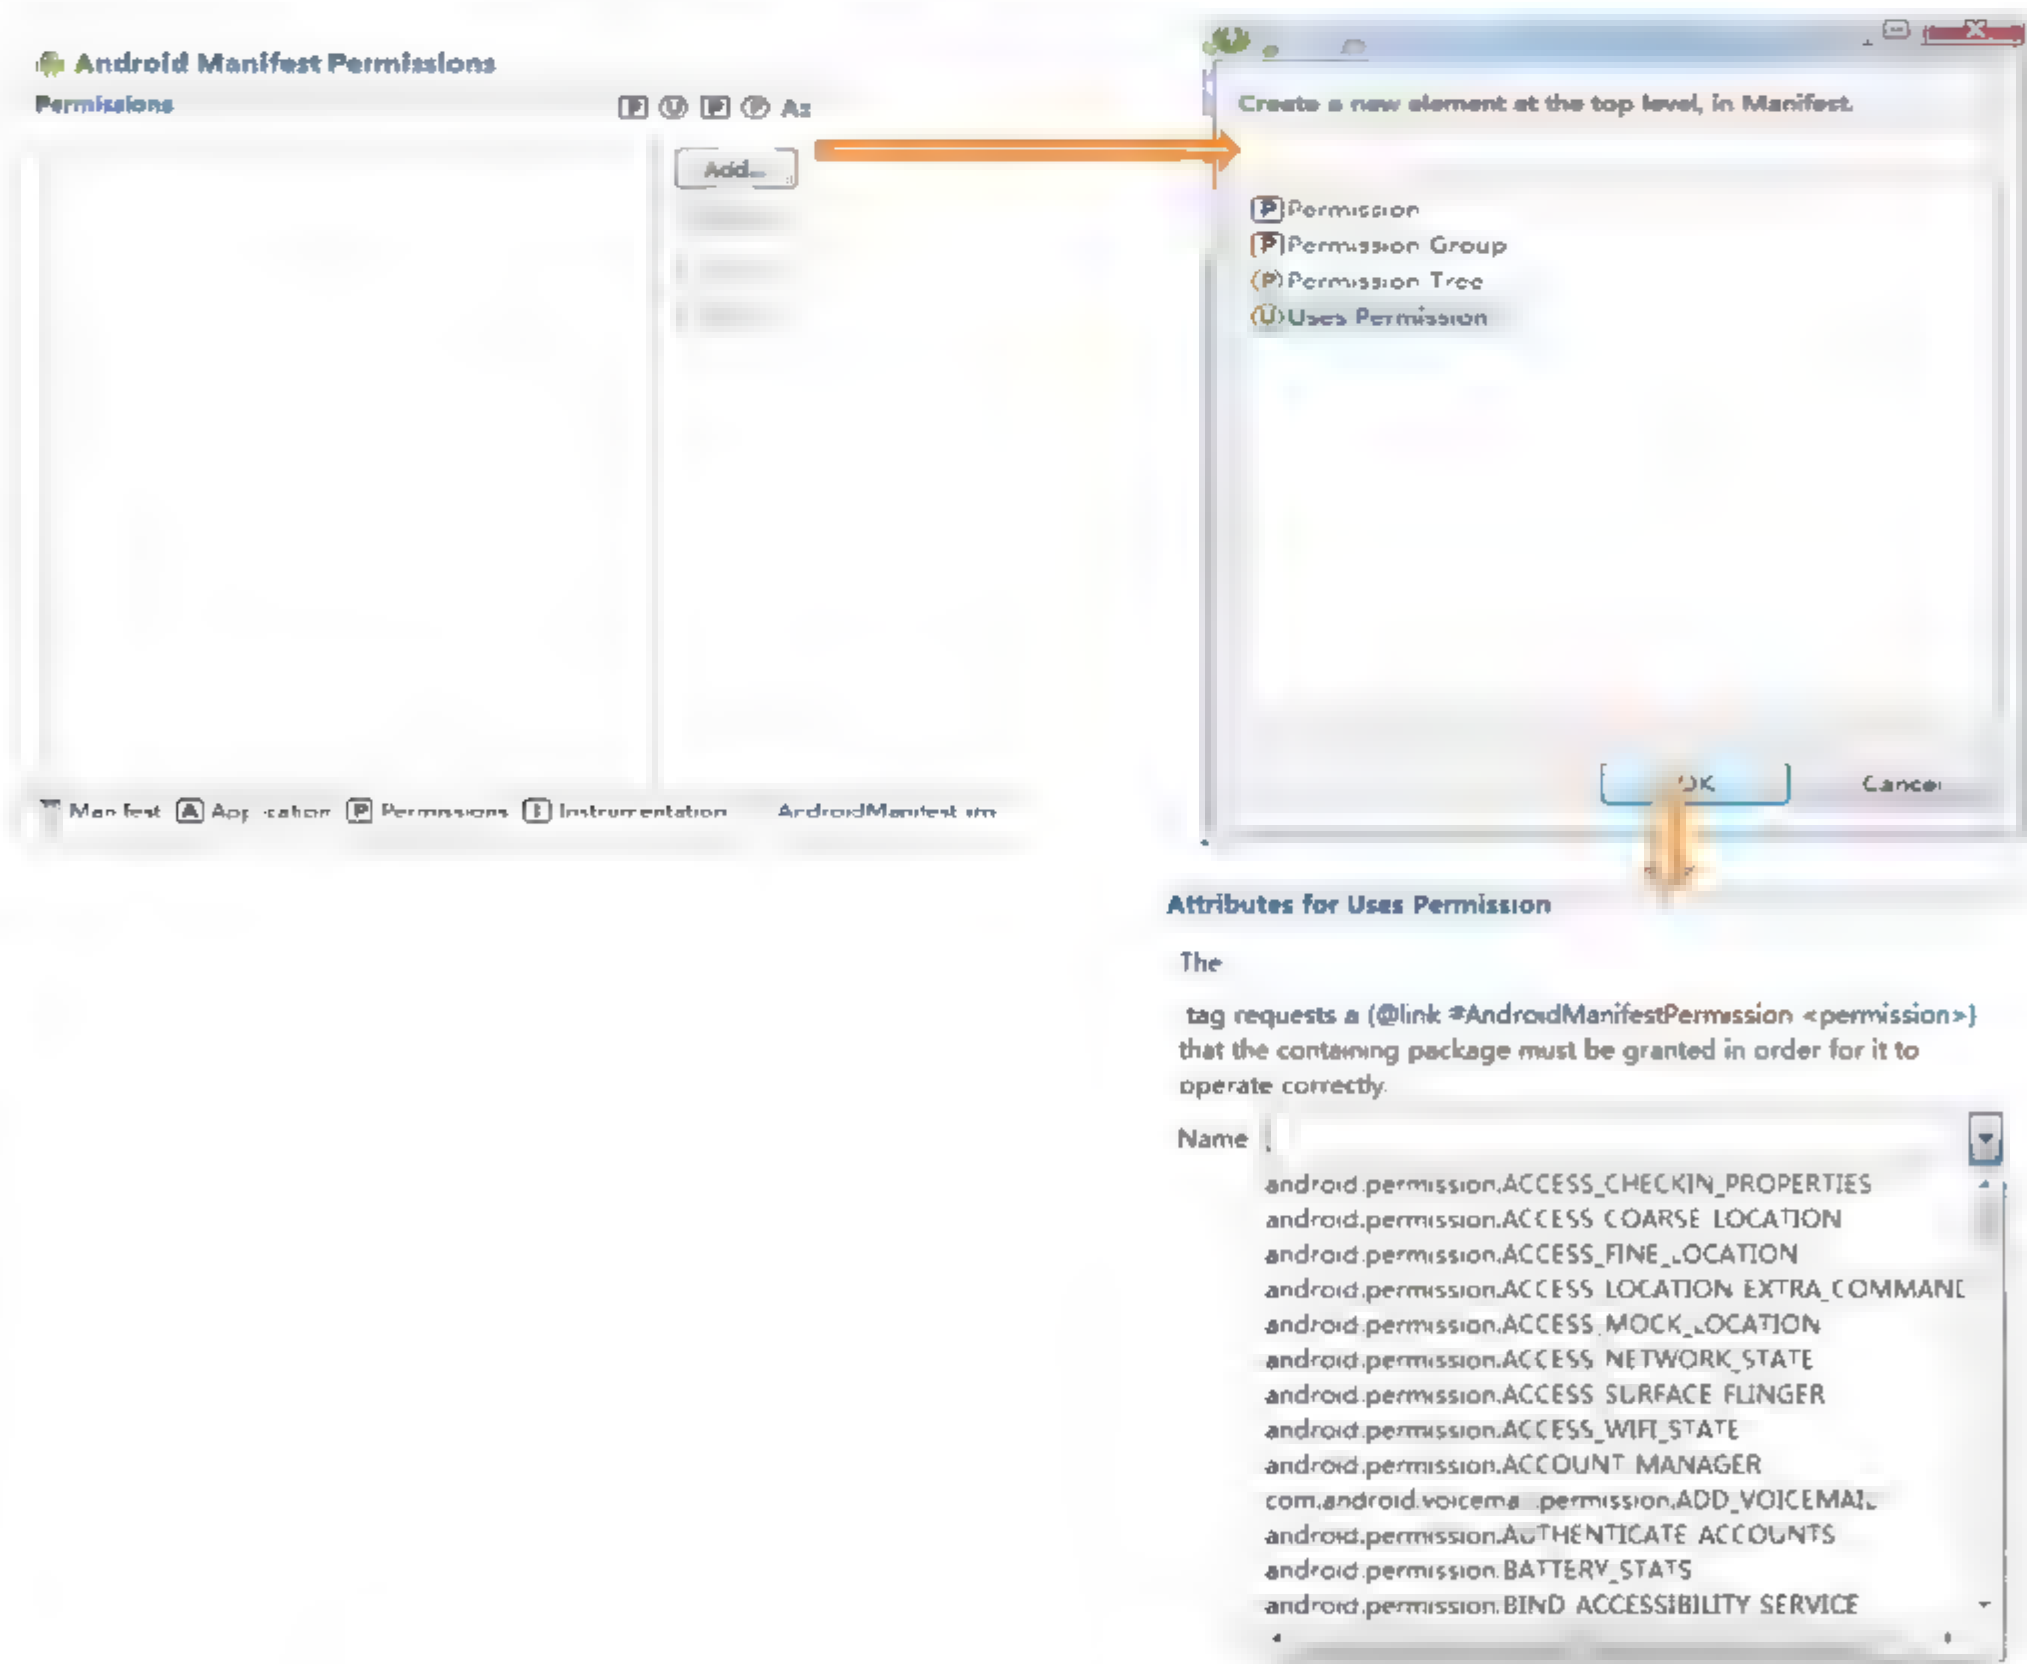 Android Manifest Permissions
Permissions
P U P P Az
Add...
Manifest A Application P Permissions I Instrumentation AndroidManifest.xm
Create a new element at the top level, in Manifest.
P Permission
P Permission Group
P Permission Tree
U Uses Permission
OK Cancel
Attributes for Uses Permission
The
tag requests a {@link #AndroidManifestPermission <permission>}
that the containing package must be granted in order for it to
operate correctly.
Name
android.permission.ACCESS_CHECKIN_PROPERTIES
android.permission.ACCESS_COARSE_LOCATION
android.permission.ACCESS_FINE_LOCATION
android.permission.ACCESS_LOCATION_EXTRA_COMMAND
android.permission.ACCESS_MOCK_LOCATION
android.permission.ACCESS_NETWORK_STATE
android.permission.ACCESS_SURFACE_FLINGER
android.permission.ACCESS_WIFI_STATE
android.permission.ACCOUNT_MANAGER
com.android.voicemail.permission.ADD_VOICEMAIL
android.permission.AUTHENTICATE_ACCOUNTS
android.permission.BATTERY_STATS
android.permission.BIND_ACCESSIBILITY_SERVICE